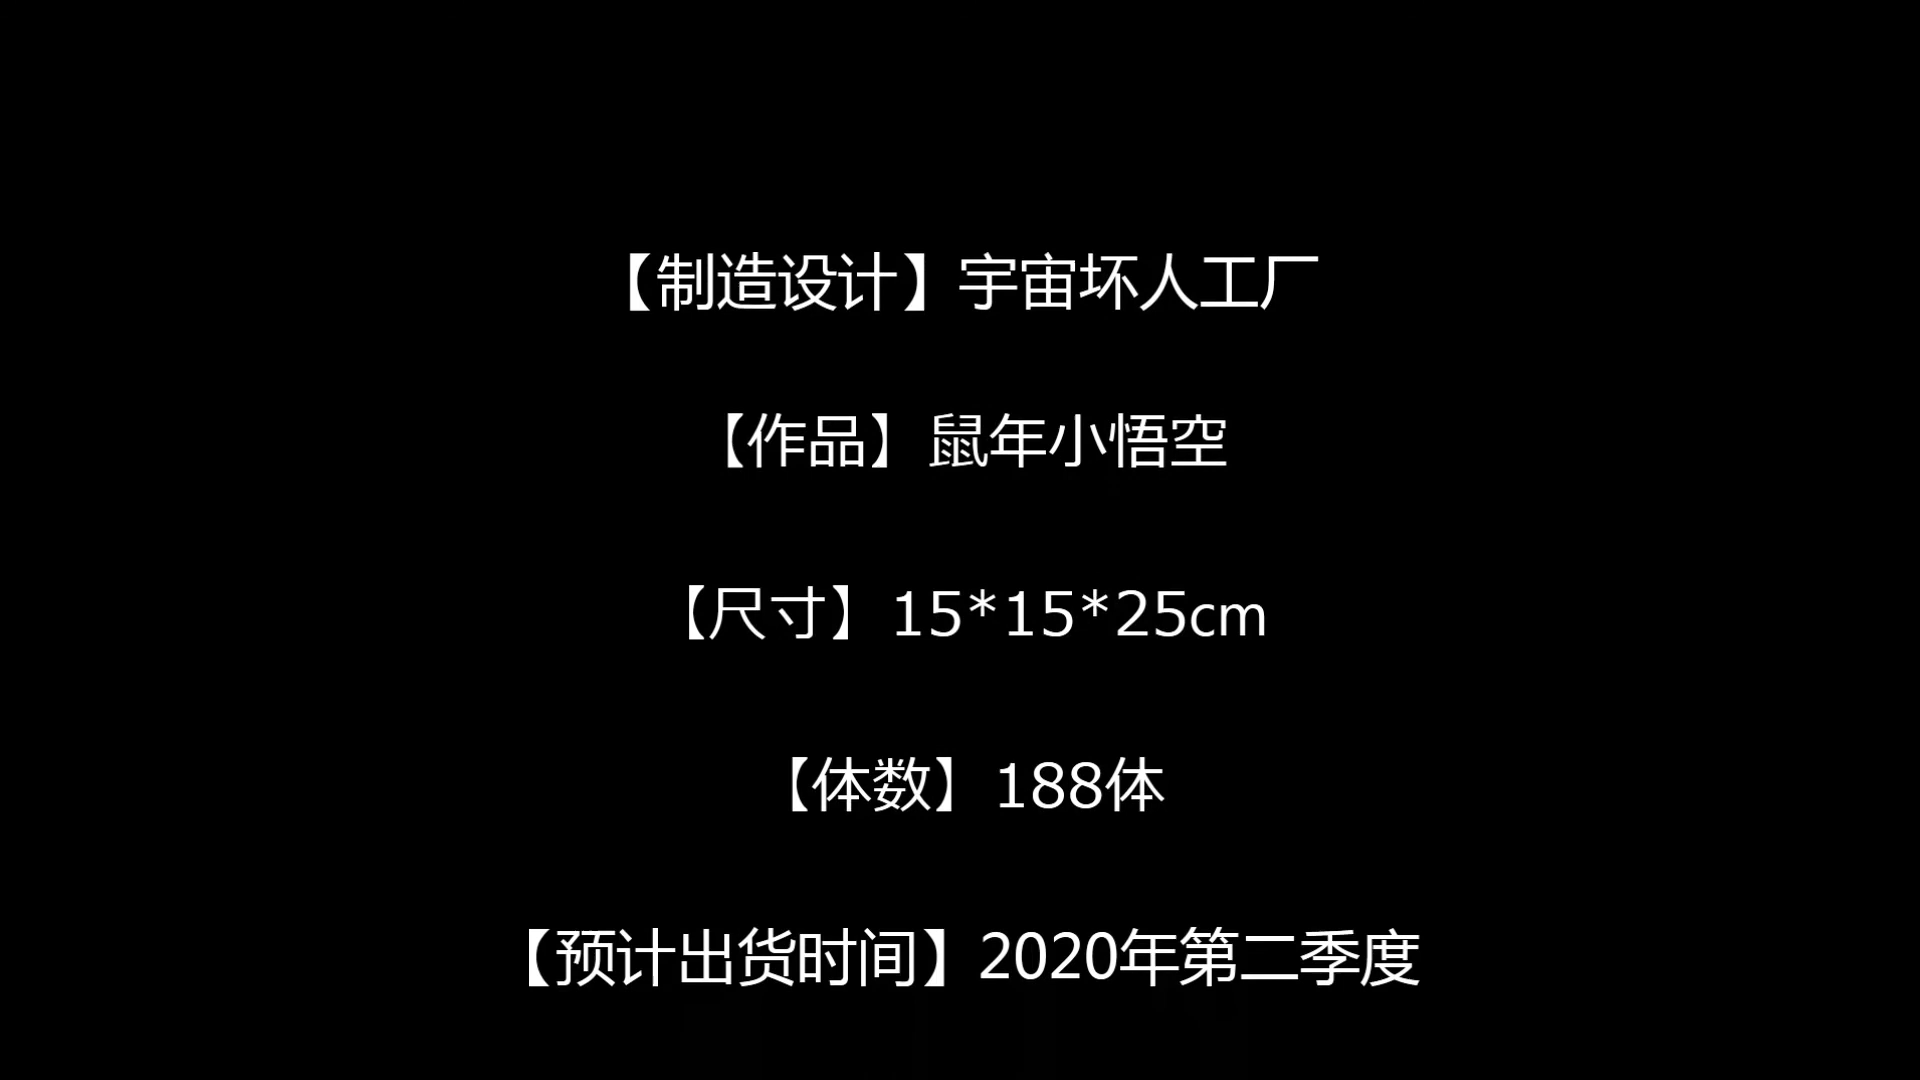 【制造设计】宇宙坏人工厂
【作品】鼠年小悟空
【尺寸】15*15*25cm
【体数】188体
【预计出货时间】2020年第二季度